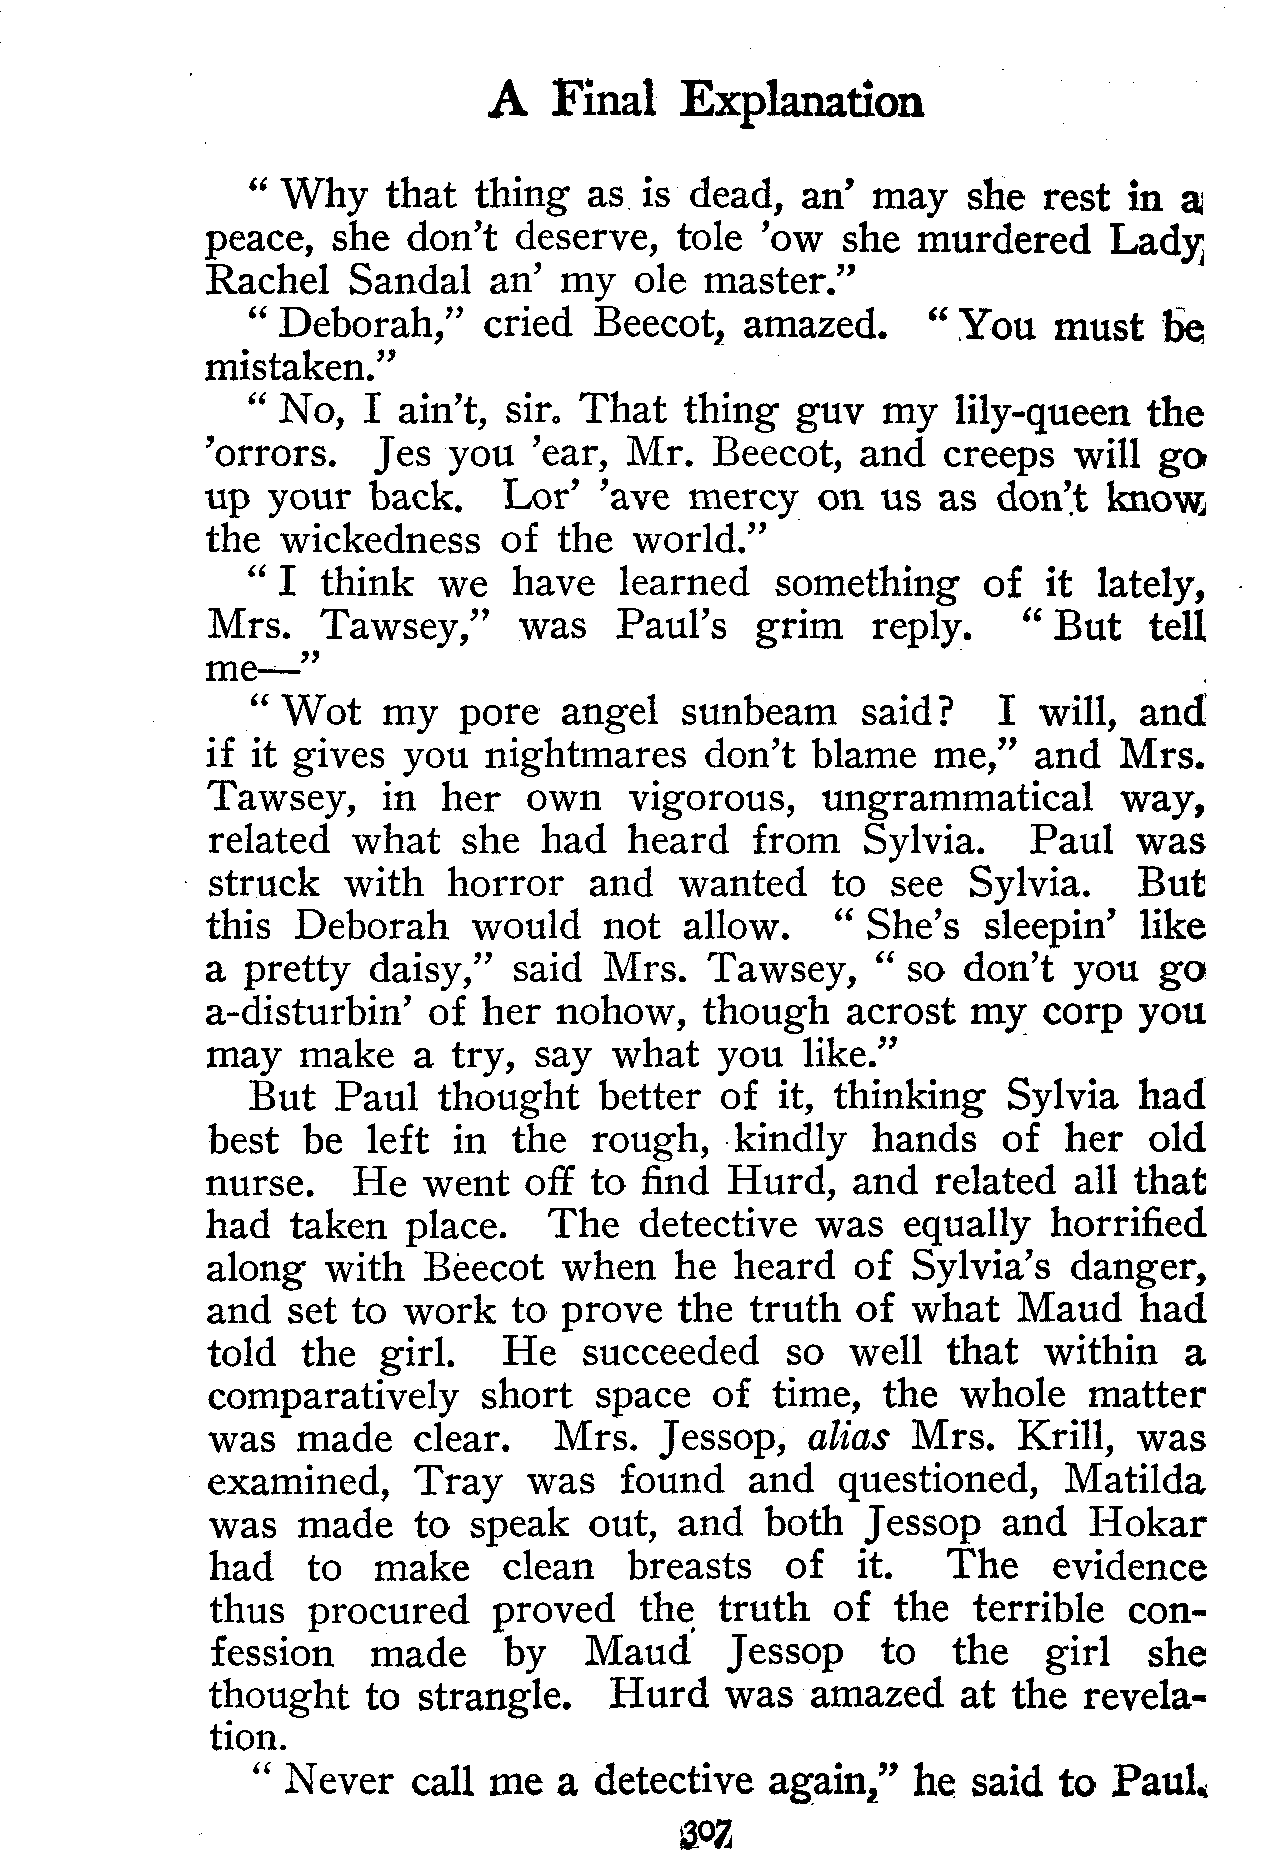 A Final Explanation
" Why that thing as is dead, an' may she rest in a
peace, she don't deserve, tole 'ow she murdered Lady
Rachel Sandal an' my ole master."
" Deborah," cried Beecot, amazed. " You must be
mistaken."
" No, I ain't, sir. That thing guv my lily-queen the
'orrors. Jes you 'ear, Mr. Beecot, and creeps will go
up your back. Lor' 'ave mercy on us as don't know
the wickedness of the world."
" I think we have learned something of it lately,
Mrs. Tawsey," was Paul's grim reply. " But tell
me—"
" Wot my pore angel sunbeam said? I will, and
if it gives you nightmares don't blame me," and Mrs.
Tawsey, in her own vigorous, ungrammatical way,
related what she had heard from Sylvia. Paul was
struck with horror and wanted to see Sylvia. But
this Deborah would not allow. " She's sleepin' like
a pretty daisy," said Mrs. Tawsey, " so don't you go
a-disturbin' of her nohow, though acrost my corp you
may make a try, say what you like."
But Paul thought better of it, thinking Sylvia had
best be left in the rough, kindly hands of her old
nurse. He went off to find Hurd, and related all that
had taken place. The detective was equally horrified
along with Beecot when he heard of Sylvia's danger,
and set to work to prove the truth of what Maud had
told the girl. He succeeded so well that within a
comparatively short space of time, the whole matter
was made clear. Mrs. Jessop, alias Mrs. Krill, was
examined, Tray was found and questioned, Matilda
was made to speak out, and both Jessop and Hokar
had to make clean breasts of it. The evidence
thus procured proved the truth of the terrible con-
fession made by Maud Jessop to the girl she
thought to strangle. Hurd was amazed at the revela-
tion.
" Never call me a detective again," he said to Paul.
307